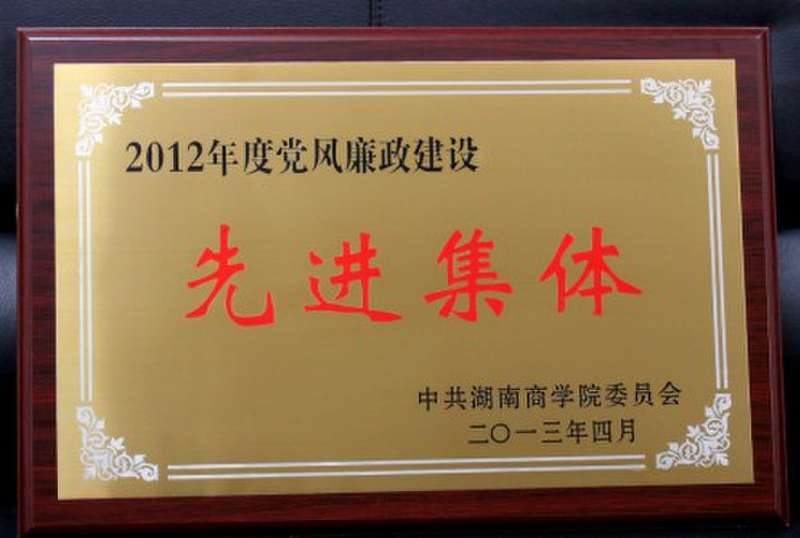 2012年度党风廉政建设
先进集体
中共湖南商学院委员会
二〇一三年四月